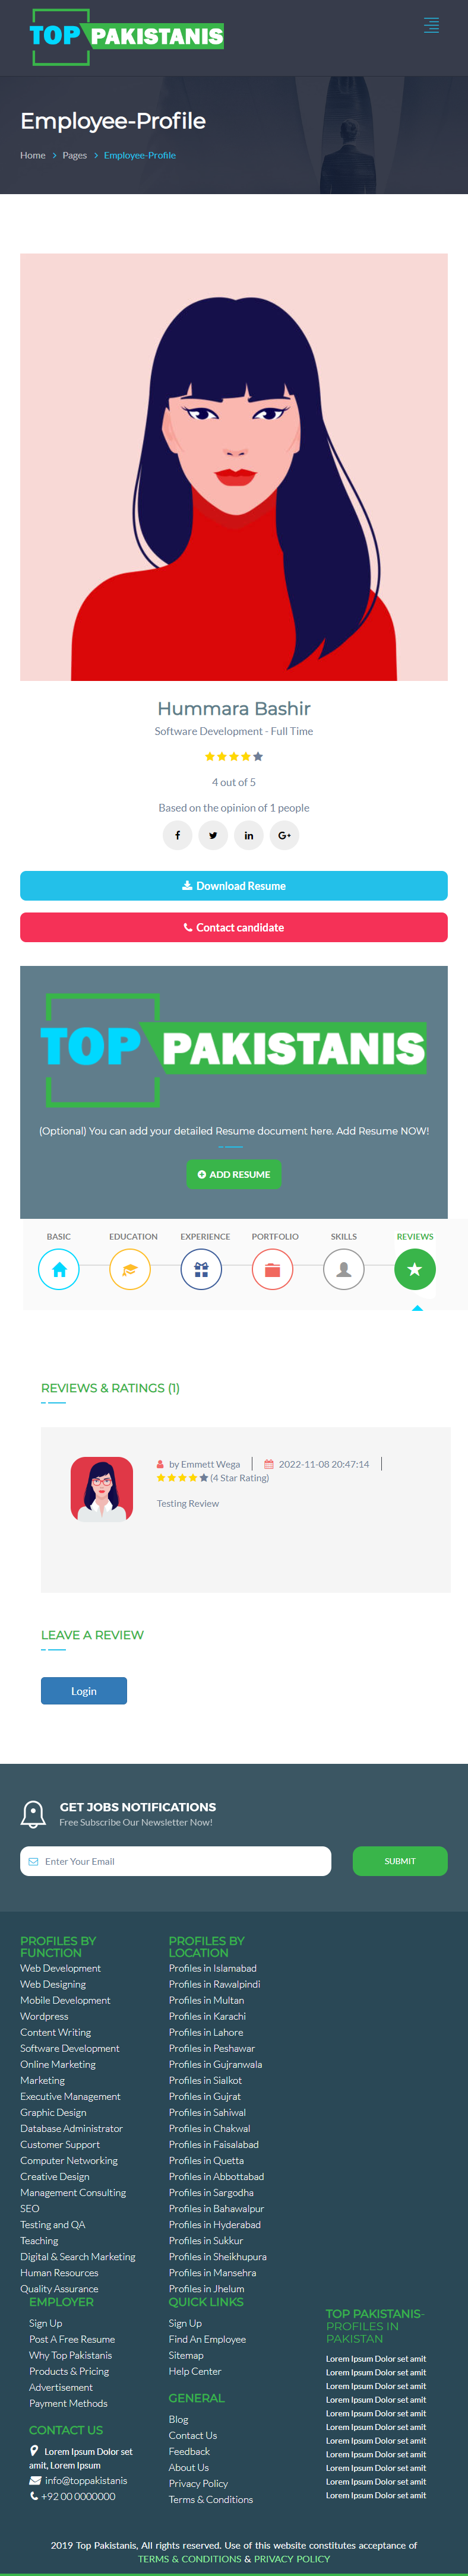 TOP PAKISTANIS
Employee-Profile
Home > Pages > Employee-Profile
Hummara Bashir
Software Development - Full Time
4 out of 5
Based on the opinion of 1 people
f in G+
Download Resume
Contact candidate
TOP PAKISTANIS
(Optional) You can add your detailed Resume document here. Add Resume NOW!
ADD RESUME
BASIC EDUCATION EXPERIENCE PORTFOLIO SKILLS REVIEWS
REVIEWS & RATINGS (1)
by Emmett Wega 2022-11-08 20:47:14
(4 Star Rating)
Testing Review
LEAVE A REVIEW
Login
GET JOBS NOTIFICATIONS
Free Subscribe Our Newsletter Now!
Enter Your Email
SUBMIT
PROFILES BY
FUNCTION
Web Development
Web Designing
Mobile Development
Wordpress
Content Writing
Software Development
Online Marketing
Marketing
Executive Management
Graphic Design
Database Administrator
Customer Support
Computer Networking
Creative Design
Management Consulting
SEO
Testing and QA
Teaching
Digital & Search Marketing
Human Resources
Quality Assurance
PROFILES BY
LOCATION
Profiles in Islamabad
Profiles in Rawalpindi
Profiles in Multan
Profiles in Karachi
Profiles in Lahore
Profiles in Peshawar
Profiles in Gujranwala
Profiles in Sialkot
Profiles in Gujrat
Profiles in Sahiwal
Profiles in Chakwal
Profiles in Faisalabad
Profiles in Quetta
Profiles in Abbottabad
Profiles in Sargodha
Profiles in Bahawalpur
Profiles in Hyderabad
Profiles in Sukkur
Profiles in Sheikhupura
Profiles in Mansehra
Profiles in Jhelum
EMPLOYER
Sign Up
Post A Free Resume
Why Top Pakistanis
Products & Pricing
Advertisement
Payment Methods
CONTACT US
Lorem Ipsum Dolor set
amit, Lorem Ipsum
info@toppakistanis
+92 00 0000000
QUICK LINKS
Sign Up
Find An Employee
Sitemap
Help Center
GENERAL
Blog
Contact Us
Feedback
About Us
Privacy Policy
Terms & Conditions
TOP PAKISTANIS-
PROFILES IN
PAKISTAN
Lorem Ipsum Dolor set amit
Lorem Ipsum Dolor set amit
Lorem Ipsum Dolor set amit
Lorem Ipsum Dolor set amit
Lorem Ipsum Dolor set amit
Lorem Ipsum Dolor set amit
Lorem Ipsum Dolor set amit
Lorem Ipsum Dolor set amit
Lorem Ipsum Dolor set amit
Lorem Ipsum Dolor set amit
Lorem Ipsum Dolor set amit
2019 Top Pakistanis, All rights reserved. Use of this website constitutes acceptance of
TERMS & CONDITIONS & PRIVACY POLICY